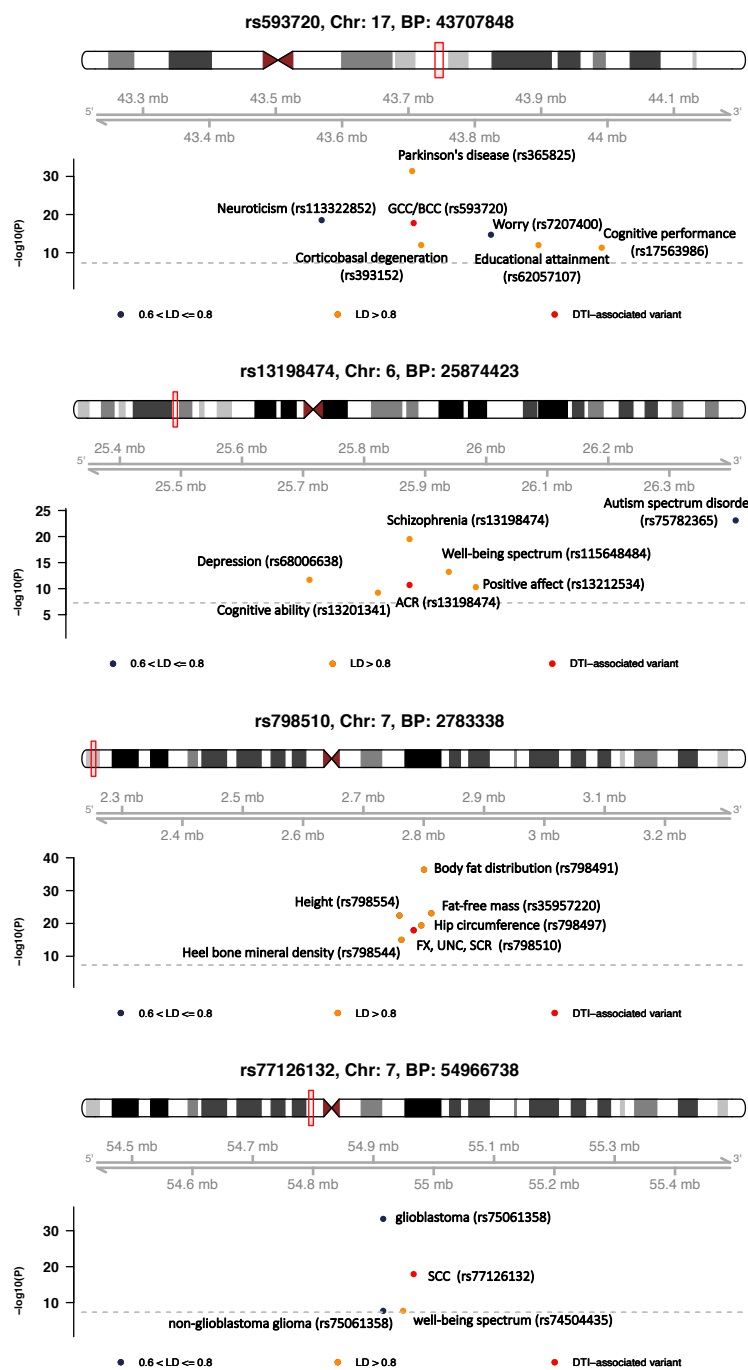 rs593720, Chr: 17, BP: 43707848
43.3 mb 43.5 mb 43.7 mb 43.9 mb 44.1 mb
5' 3'
43.4 mb 43.6 mb 43.8 mb 44 mb
Parkinson's disease (rs365825)
30
Neuroticism (rs113322852) GCC/BCC (rs593720)
20
Worry (rs7207400)
Cognitive performance
(rs17563986)
10
Corticobasal degeneration
(rs393152)
Educational attainment
(rs62057107)
−log10(P)
0.6 < LD <= 0.8 LD > 0.8 DTI−associated variant
rs13198474, Chr: 6, BP: 25874423
25.4 mb 25.6 mb 25.8 mb 26 mb 26.2 mb
5' 3'
25.5 mb 25.7 mb 25.9 mb 26.1 mb 26.3 mb
Autism spectrum disorde
(rs75782365)
25
Schizophrenia (rs13198474)
20
Well-being spectrum (rs115648484)
15
Depression (rs68006638)
Positive affect (rs13212534)
10
ACR (rs13198474)
Cognitive ability (rs13201341)
5
−log10(P)
0.6 < LD <= 0.8 LD > 0.8 DTI−associated variant
rs798510, Chr: 7, BP: 2783338
2.3 mb 2.5 mb 2.7 mb 2.9 mb 3.1 mb
5' 3'
2.4 mb 2.6 mb 2.8 mb 3 mb 3.2 mb
40
Body fat distribution (rs798491)
30
Height (rs798554) Fat-free mass (rs35957220)
20
Hip circumference (rs798497)
FX, UNC, SCR (rs798510)
Heel bone mineral density (rs798544)
10
−log10(P)
0.6 < LD <= 0.8 LD > 0.8 DTI−associated variant
rs77126132, Chr: 7, BP: 54966738
54.5 mb 54.7 mb 54.9 mb 55.1 mb 55.3 mb
5' 3'
54.6 mb 54.8 mb 55 mb 55.2 mb 55.4 mb
glioblastoma (rs75061358)
30
20
SCC (rs77126132)
10
well-being spectrum (rs74504435)
non-glioblastoma glioma (rs75061358)
−log10(P)
0.6 < LD <= 0.8 LD > 0.8 DTI−associated variant